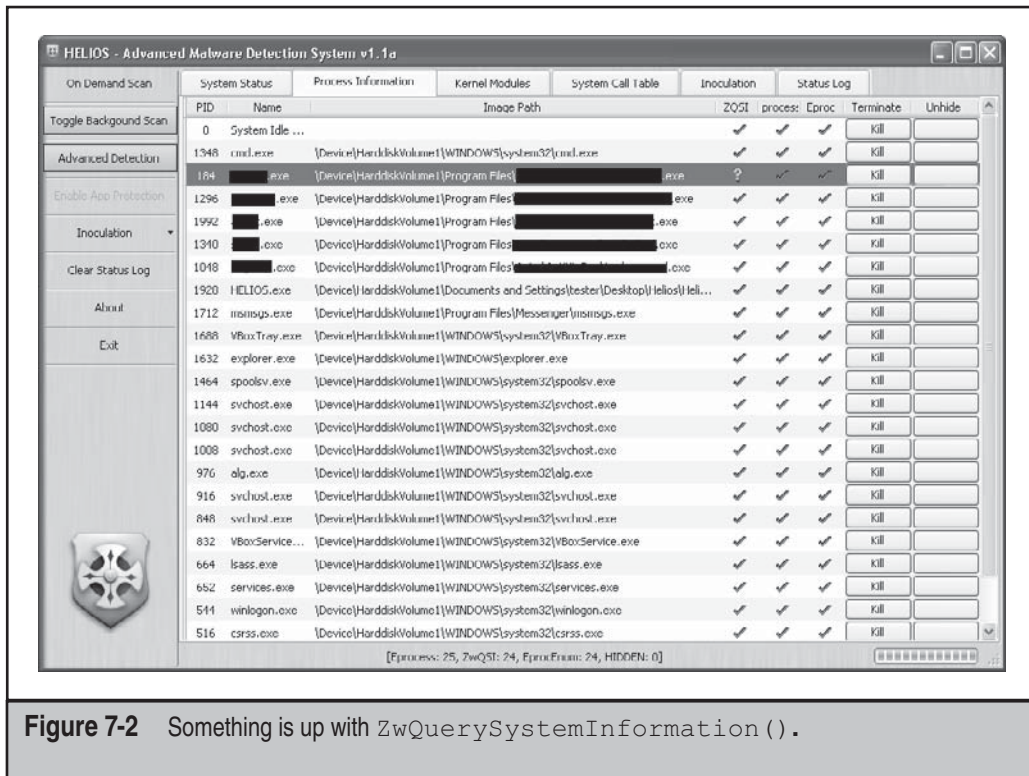 HELIOS - Advanced Malware Detection System v1.1a
On Demand Scan
Toggle Backgound Scan
Advanced Detection
Enable App Protection
Inoculation
Clear Status Log
About
Exit
System Status Process Information Kernel Modules System Call Table Inoculation Status Log
PID Name Image Path ZQSI process Eproc Terminate Unhide
0 System Idle ... Kill
1348 cmd.exe \Device\HarddiskVolume1\WINDOWS\system32\cmd.exe Kill
184 .exe \Device\HarddiskVolume1\Program Files\ .exe ? Kill
1296 .exe \Device\HarddiskVolume1\Program Files\ .exe Kill
1992 .exe \Device\HarddiskVolume1\Program Files\ .exe Kill
1340 .exe \Device\HarddiskVolume1\Program Files\ .exe Kill
1048 .exe \Device\HarddiskVolume1\Program Files\ .exe Kill
1920 HELIOS.exe \Device\HarddiskVolume1\Documents and Settings\tester\Desktop\Helios\Heli... Kill
1712 msmsgs.exe \Device\HarddiskVolume1\Program Files\Messenger\msmsgs.exe Kill
1688 VBoxTray.exe \Device\HarddiskVolume1\WINDOWS\system32\VBoxTray.exe Kill
1632 explorer.exe \Device\HarddiskVolume1\WINDOWS\explorer.exe Kill
1464 spoolsv.exe \Device\HarddiskVolume1\WINDOWS\system32\spoolsv.exe Kill
1144 svchost.exe \Device\HarddiskVolume1\WINDOWS\system32\svchost.exe Kill
1080 svchost.exe \Device\HarddiskVolume1\WINDOWS\system32\svchost.exe Kill
1008 svchost.exe \Device\HarddiskVolume1\WINDOWS\system32\svchost.exe Kill
976 alg.exe \Device\HarddiskVolume1\WINDOWS\system32\alg.exe Kill
916 svchost.exe \Device\HarddiskVolume1\WINDOWS\system32\svchost.exe Kill
848 svchost.exe \Device\HarddiskVolume1\WINDOWS\system32\svchost.exe Kill
832 VBoxService... \Device\HarddiskVolume1\WINDOWS\system32\VBoxService.exe Kill
664 lsass.exe \Device\HarddiskVolume1\WINDOWS\system32\lsass.exe Kill
652 services.exe \Device\HarddiskVolume1\WINDOWS\system32\services.exe Kill
544 winlogon.exe \Device\HarddiskVolume1\WINDOWS\system32\winlogon.exe Kill
516 csrss.exe \Device\HarddiskVolume1\WINDOWS\system32\csrss.exe Kill
[Eprocess: 25, ZwQSI: 24, EprocEnum: 24, HIDDEN: 0]
Figure 7-2 Something is up with ZwQuerySystemInformation().